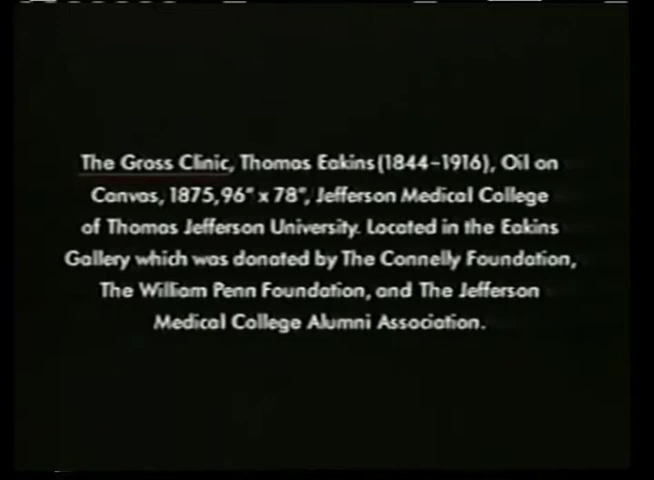 The Gross Clinic, Thomas Eakins (1844-1916), Oil on
Canvas, 1875, 96" x 78", Jefferson Medical College
of Thomas Jefferson University. Located in the Eakins
Gallery which was donated by The Connelly Foundation,
The William Penn Foundation, and The Jefferson
Medical College Alumni Association.